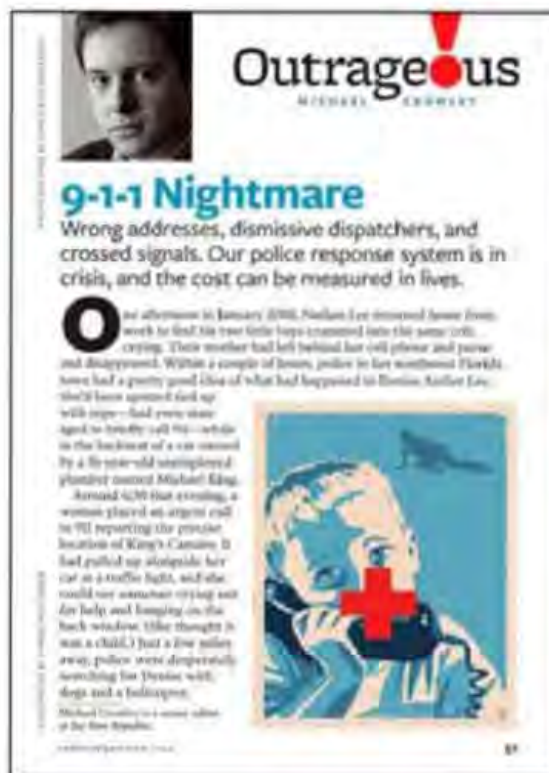 Outrage!us
MICHAEL CROWLEY
9-1-1 Nightmare
Wrong addresses, dismissive dispatchers, and
crossed signals. Our police response system is in
crisis, and the cost can be measured in lives.
One afternoon in January 2008, Nathan Lee returned home from
work to find his two little boys crammed into the same crib,
crying. Their mother had left behind her cell phone and purse
and disappeared. Within a couple of hours, police in her southwest Florida
town had a pretty good idea of what had happened to Denise Amber Lee.
She'd been spotted tied up
with rope—had even man-
aged to briefly call 911—while
in the backseat of a car owned
by a 36-year-old unemployed
plumber named Michael King.
Around 6:30 that evening, a
woman placed an urgent call
to 911 reporting the precise
location of King's Camaro. It
had pulled up alongside her
car at a traffic light, and she
could see someone crying out
for help and banging on the
back window. (She thought it
was a child.) Just a few miles
away, police were desperately
searching for Denise with
dogs and a helicopter.
Michael Crowley is a senior editor
at the New Republic.